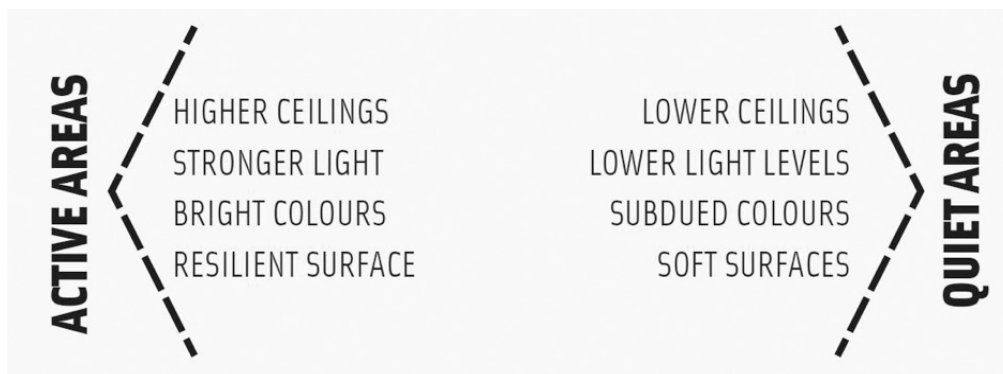 ACTIVE AREAS
HIGHER CEILINGS
STRONGER LIGHT
BRIGHT COLOURS
RESILIENT SURFACE
LOWER CEILINGS
LOWER LIGHT LEVELS
SUBDUED COLOURS
SOFT SURFACES
QUIET AREAS